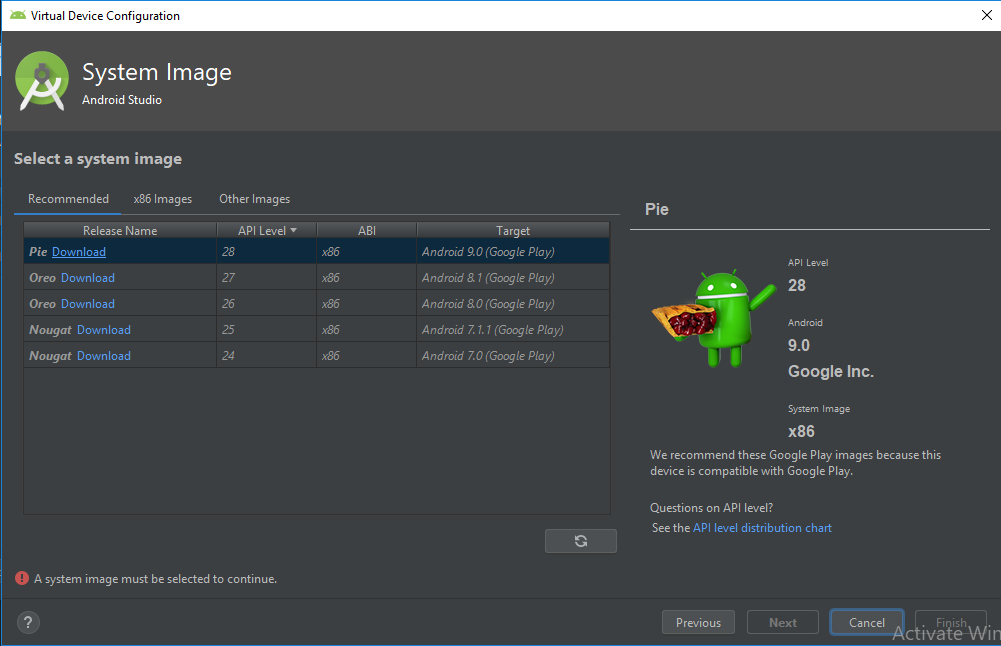 Virtual Device Configuration
System Image
Android Studio
Select a system image
Recommended x86 Images Other Images
Release Name API Level ABI Target
Pie Download 28 x86 Android 9.0 (Google Play)
Oreo Download 27 x86 Android 8.1 (Google Play)
Oreo Download 26 x86 Android 8.0 (Google Play)
Nougat Download 25 x86 Android 7.1.1 (Google Play)
Nougat Download 24 x86 Android 7.0 (Google Play)
Pie
API Level
28
Android
9.0
Google Inc.
System Image
x86
We recommend these Google Play images because this
device is compatible with Google Play.
Questions on API level?
See the API level distribution chart
! A system image must be selected to continue.
? Previous Next Cancel Finish
Activate Win